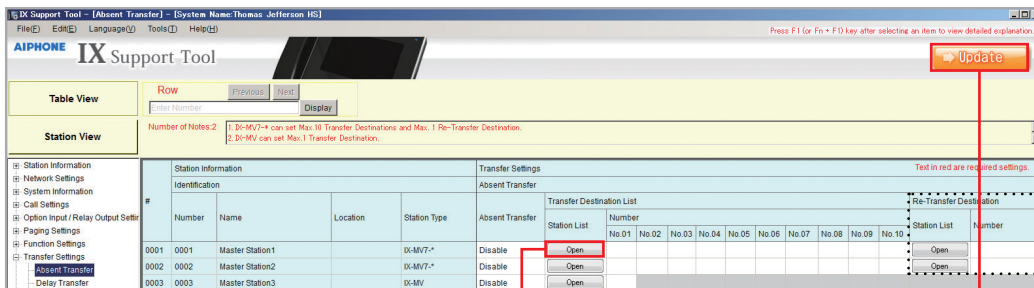 IX Support Tool - [Absent Transfer] - [System Name:Thomas Jefferson HS]
File(F) Edit(E) Language(V) Tools(T) Help(H)
Press F1 (or Fn + F1) key after selecting an item to view detailed explanation.
AIPHONE IX Support Tool
Update
Table View
Row
Previous Next
Enter Number Display
Station View
Number of Notes:2
1. IX-MV7-* can set Max.10 Transfer Destinations and Max. 1 Re-Transfer Destination.
2. IX-MV can set Max.1 Transfer Destination.
Station Information
Network Settings
System Information
Call Settings
Option Input / Relay Output Settin
Paging Settings
Function Settings
Transfer Settings
Absent Transfer
Delay Transfer
Station Information Transfer Settings Text in red are required settings.
Identification Absent Transfer
# Number Name Location Station Type Absent Transfer Transfer Destination List Re-Transfer Destination
Station List Number Station List Number
No.01 No.02 No.03 No.04 No.05 No.06 No.07 No.08 No.09 No.10
0001 0001 Master Station1 IX-MV7-* Disable Open Open
0002 0002 Master Station2 IX-MV7-* Disable Open Open
0003 0003 Master Station3 IX-MV Disable Open